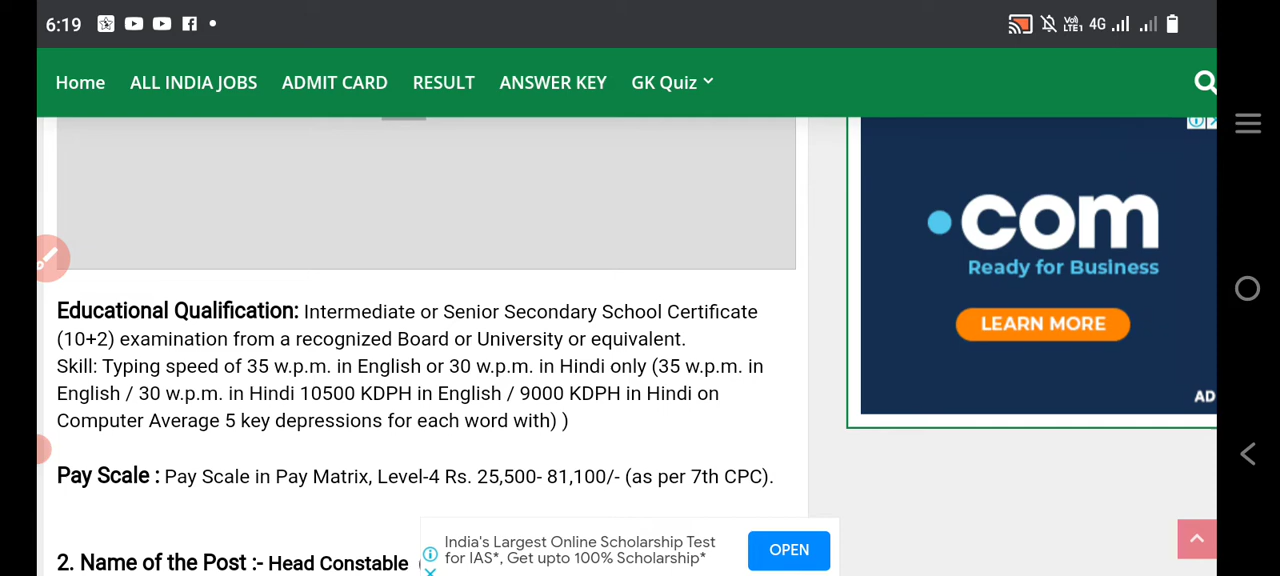 6:19
Vo) LTE1 4G
Home ALL INDIA JOBS ADMIT CARD RESULT ANSWER KEY GK Quiz
.com
Ready for Business
LEARN MORE
AD
Educational Qualification: Intermediate or Senior Secondary School Certificate
(10+2) examination from a recognized Board or University or equivalent.
Skill: Typing speed of 35 w.p.m. in English or 30 w.p.m. in Hindi only (35 w.p.m. in
English / 30 w.p.m. in Hindi 10500 KDPH in English / 9000 KDPH in Hindi on
Computer Average 5 key depressions for each word with) )
Pay Scale : Pay Scale in Pay Matrix, Level-4 Rs. 25,500- 81,100/- (as per 7th CPC).
2. Name of the Post :- Head Constable (
India's Largest Online Scholarship Test
for IAS*, Get upto 100% Scholarship*
OPEN